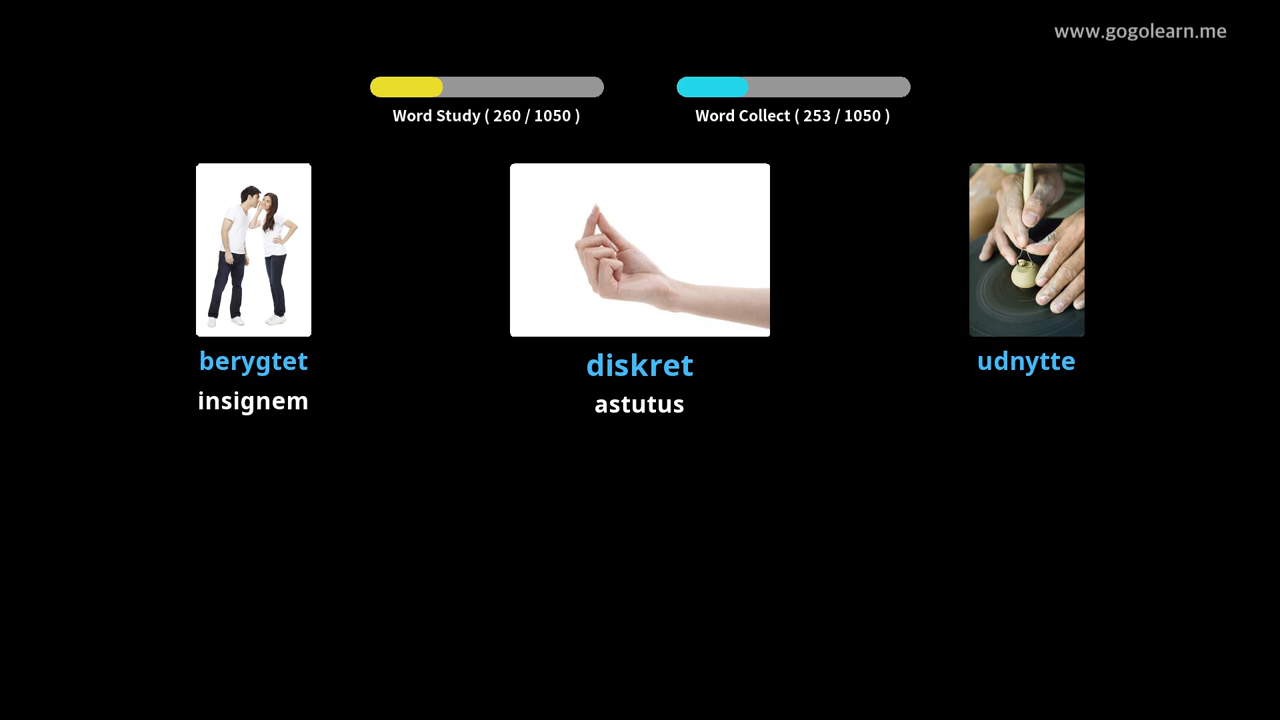 www.gogolearn.me
Word Study ( 260 / 1050 )
Word Collect ( 253 / 1050 )
berygtet
insignem
diskret
astutus
udnytte